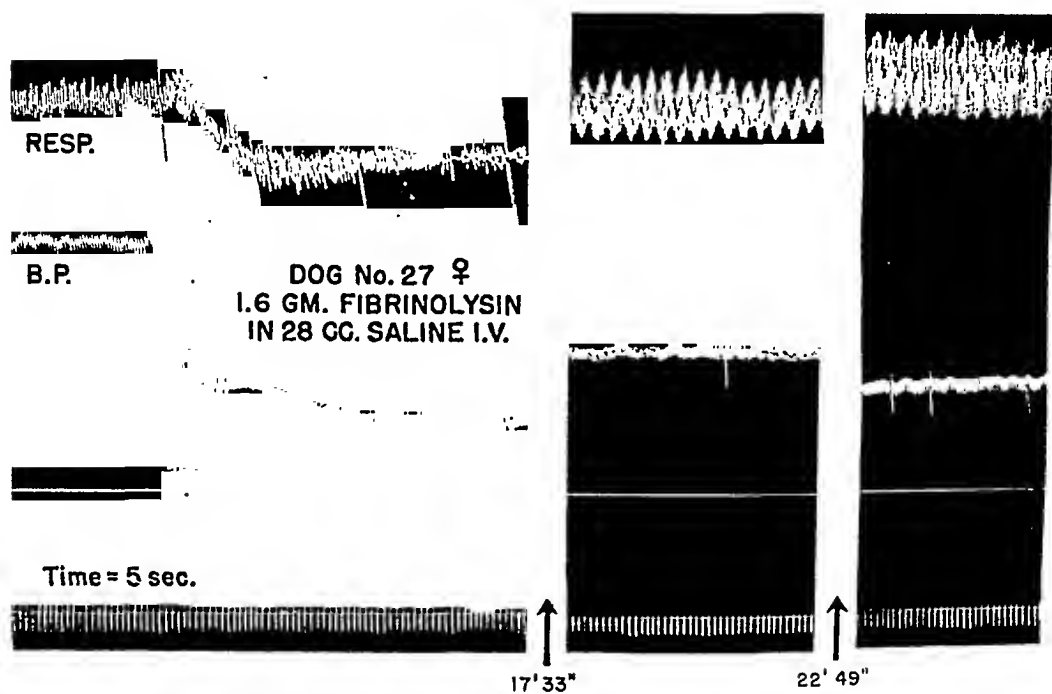 RESP.
B.P.
DOG No. 27 ♀
1.6 GM. FIBRINOLYSIN
IN 28 CC. SALINE I.V.
Time = 5 sec.
17' 33"
22' 49"